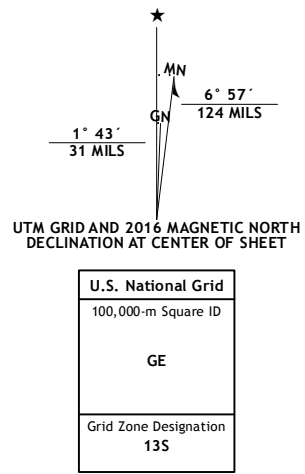 ★
MN
GN
6° 57´
124 MILS
1° 43´
31 MILS
UTM GRID AND 2016 MAGNETIC NORTH
DECLINATION AT CENTER OF SHEET
U.S. National Grid
100,000-m Square ID
GE
Grid Zone Designation
13S